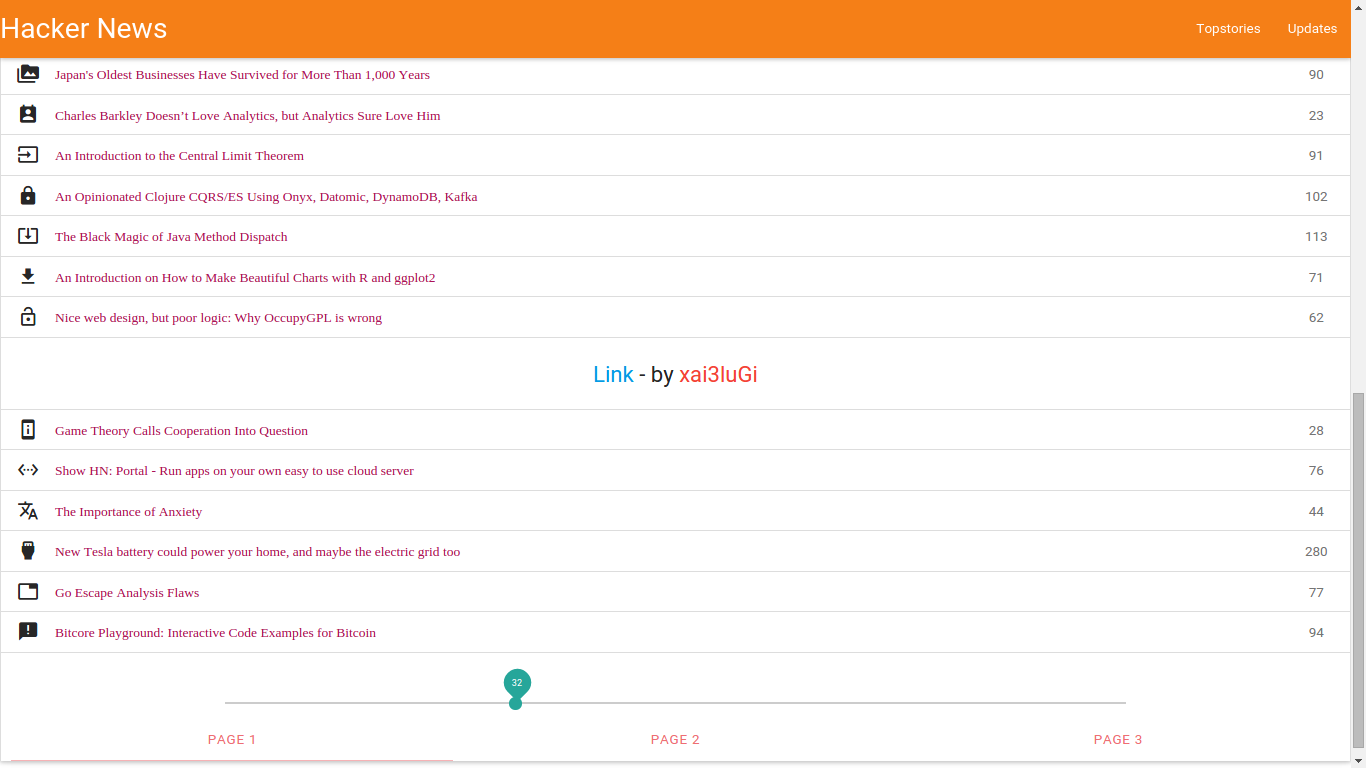 Hacker News Topstories Updates
Japan's Oldest Businesses Have Survived for More Than 1,000 Years 90
Charles Barkley Doesn’t Love Analytics, but Analytics Sure Love Him 23
An Introduction to the Central Limit Theorem 91
An Opinionated Clojure CQRS/ES Using Onyx, Datomic, DynamoDB, Kafka 102
The Black Magic of Java Method Dispatch 113
An Introduction on How to Make Beautiful Charts with R and ggplot2 71
Nice web design, but poor logic: Why OccupyGPL is wrong 62
Link - by xai3luGi
Game Theory Calls Cooperation Into Question 28
Show HN: Portal - Run apps on your own easy to use cloud server 76
The Importance of Anxiety 44
New Tesla battery could power your home, and maybe the electric grid too 280
Go Escape Analysis Flaws 77
Bitcore Playground: Interactive Code Examples for Bitcoin 94
32
PAGE 1 PAGE 2 PAGE 3